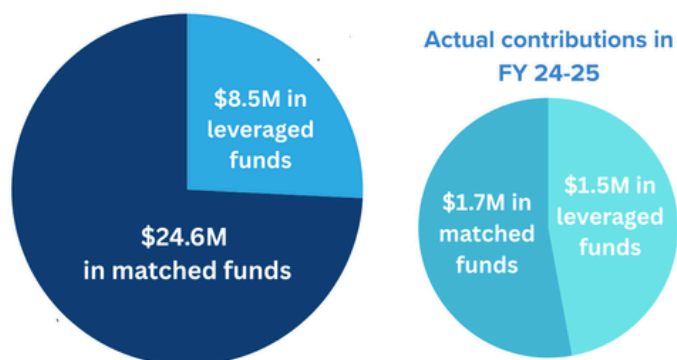 $8.5M in
leveraged
funds
$24.6M
in matched funds
Actual contributions in
FY 24-25
$1.7M in
matched
funds
$1.5M in
leveraged
funds